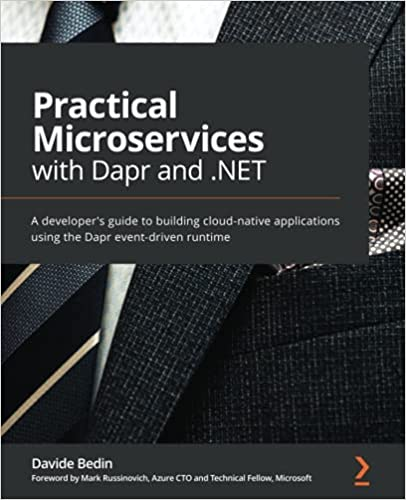 Practical
Microservices
with Dapr and .NET
A developer's guide to building cloud-native applications
using the Dapr event-driven runtime
Davide Bedin
Foreword by Mark Russinovich, Azure CTO and Technical Fellow, Microsoft